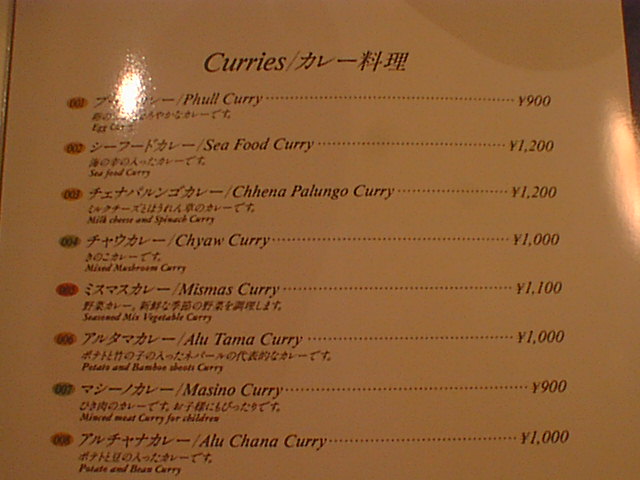 Curries/カレー料理
001 カレー/Phull Curry ¥900
やかなカレーです。
Egg Curry
002 シーフードカレー/Sea Food Curry ¥1,200
海の幸の入ったカレーです。
Sea food Curry
003 チェナパルンゴカレー/Chhena Palungo Curry ¥1,200
ミルクチーズとほうれん草のカレーです。
Milk cheese and Spinach Curry
004 チャウカレー/Chyaw Curry ¥1,000
きのこカレーです。
Mixed Mushroom Curry
005 ミスマスカレー/Mismas Curry ¥1,100
野菜カレー。新鮮な季節の野菜を調理します。
Seasoned Mix Vegetable Curry
006 アルタマカレー/Alu Tama Curry ¥1,000
ポテトと竹の子の入ったネパールの代表的なカレーです。
Potato and Bamboo shoots Curry
007 マシーノカレー/Masino Curry ¥900
ひき肉のカレーです。お子様にもぴったりです。
Minced meat Curry for children
008 アルチャナカレー/Alu Chana Curry ¥1,000
ポテトと豆の入ったカレーです。
Potato and Bean Curry